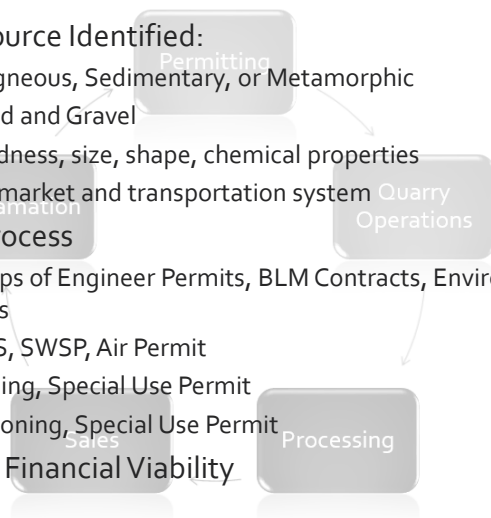 ource Identified:
Permitting
gneous, Sedimentary, or Metamorphic
d and Gravel
dness, size, shape, chemical properties
market and transportation system
amation
Quarry
Operations
ocess
ps of Engineer Permits, BLM Contracts, Enviro
s
S, SWSP, Air Permit
ing, Special Use Permit
oning, Special Use Permit
Sales
Processing
Financial Viability